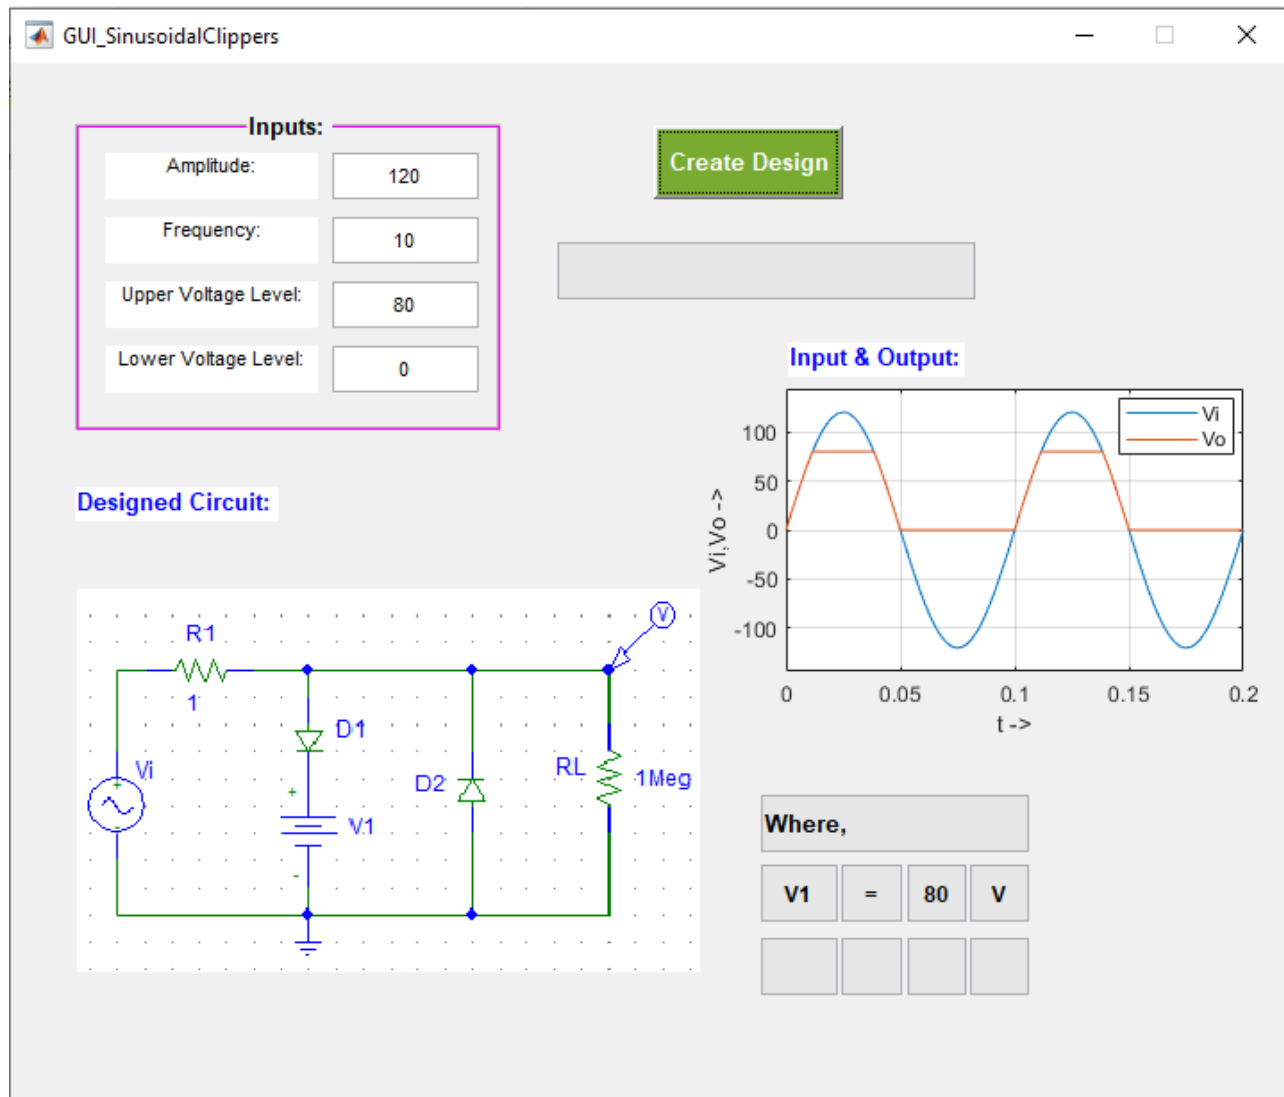 GUI_SinusoidalClippers
Inputs:
Amplitude:
120
Frequency:
10
Upper Voltage Level:
80
Lower Voltage Level:
0
Create Design
Input & Output:
Vi
Vo
100
50
0
-50
-100
Vi,Vo ->
0
0.05
0.1
0.15
0.2
t ->
Designed Circuit:
V
R1
1
D1
Vi
+
-
D2
RL
1Meg
+
V1
-
Where,
V1 = 80 V